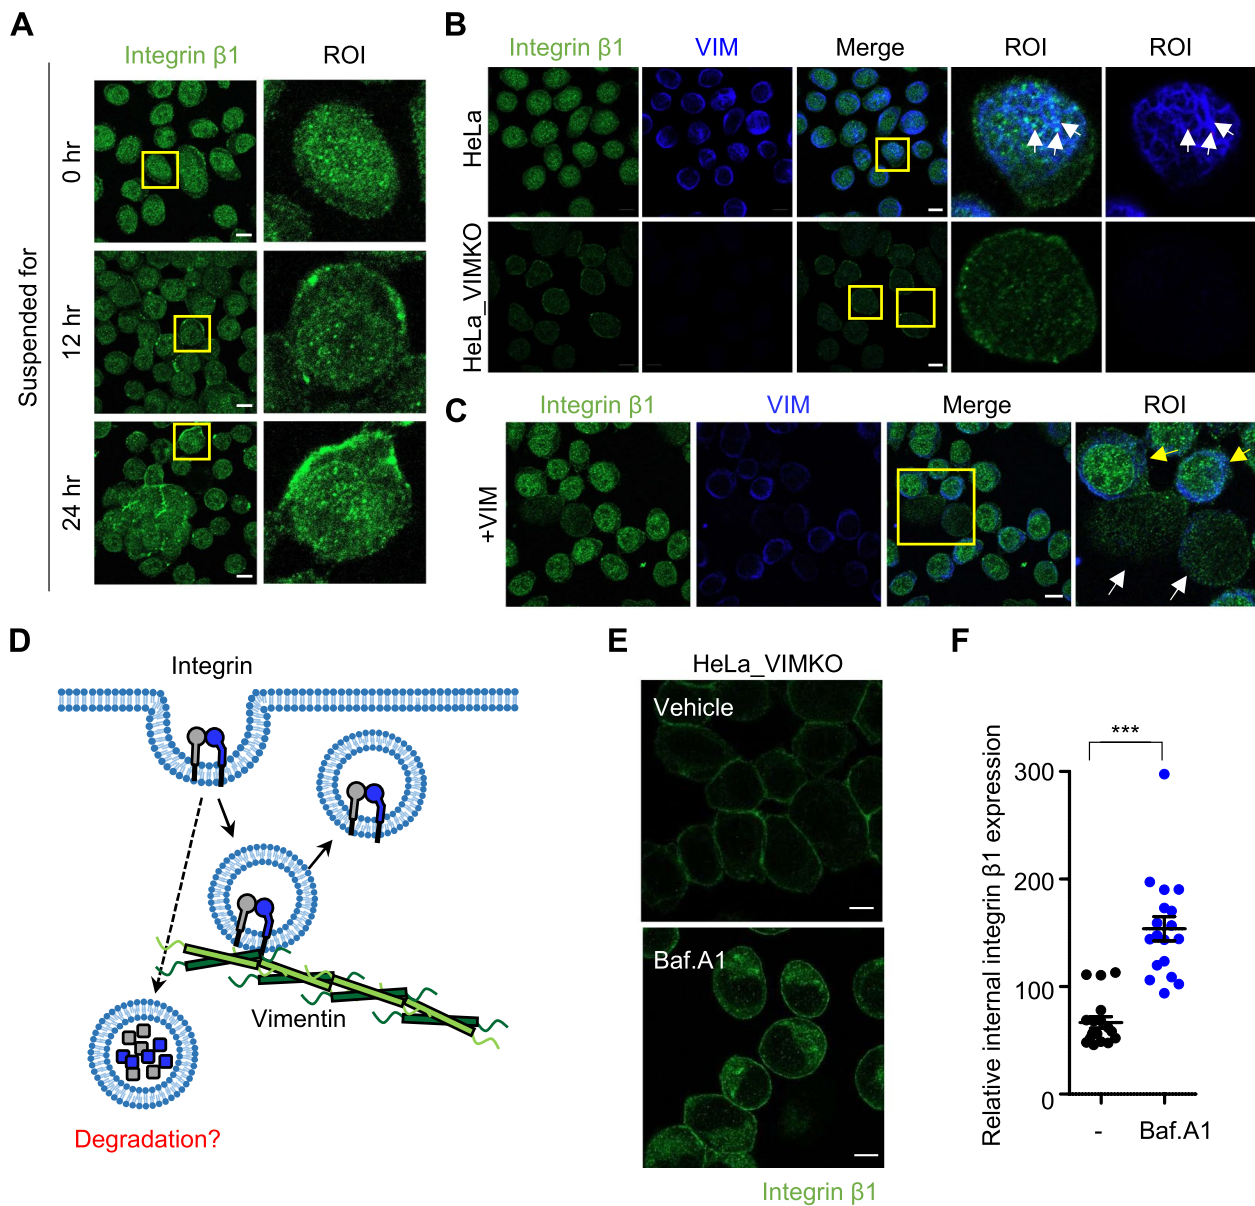 A
Integrin β1
ROI
Suspended for
0 hr
12 hr
24 hr
B
Integrin β1
VIM
Merge
ROI
ROI
HeLa
HeLa_VIMKO
C
Integrin β1
VIM
Merge
ROI
+VIM
D
Integrin
Vimentin
Degradation?
E
HeLa_VIMKO
Vehicle
Baf.A1
Integrin β1
F
***
Relative internal integrin β1 expression
300
200
100
0
-
Baf.A1